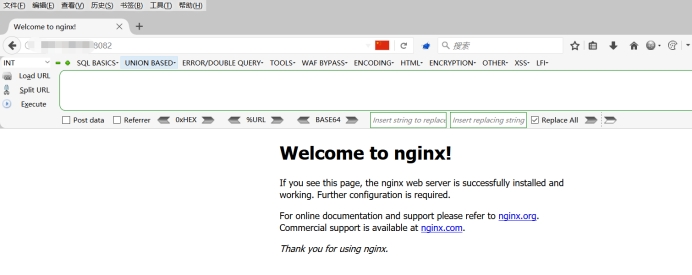 文件(F) 编辑(E) 查看(V) 历史(S) 书签(B) 工具(T) 帮助(H)
Welcome to nginx! × +
8082
搜索
INT SQL BASICS UNION BASED ERROR/DOUBLE QUERY TOOLS WAF BYPASS ENCODING HTML ENCRYPTION OTHER XSS LFI
Load URL
Split URL
Execute
Post data Referrer 0xHEX %URL BASE64 Insert string to replace Insert replacing string Replace All
Welcome to nginx!
If you see this page, the nginx web server is successfully installed and
working. Further configuration is required.
For online documentation and support please refer to nginx.org.
Commercial support is available at nginx.com.
Thank you for using nginx.